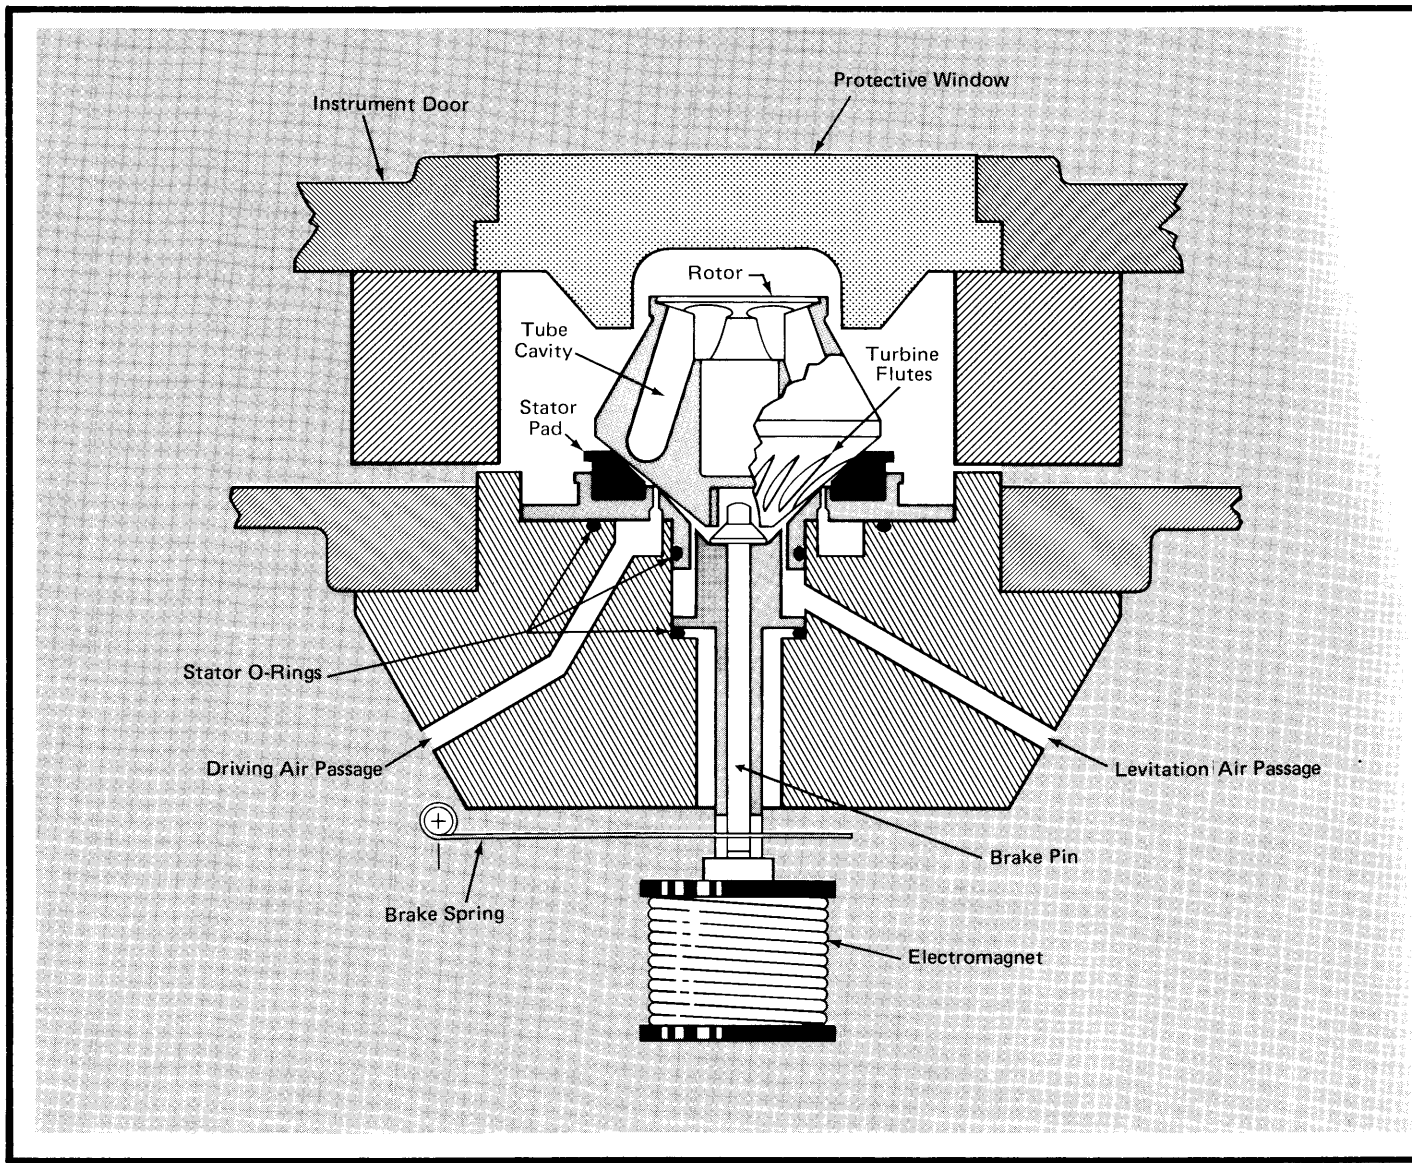 Protective Window
Instrument Door
Rotor
Tube
Cavity
Turbine
Flutes
Stator
Pad
Stator O-Rings
Driving Air Passage
Levitation Air Passage
Brake Pin
Brake Spring
Electromagnet